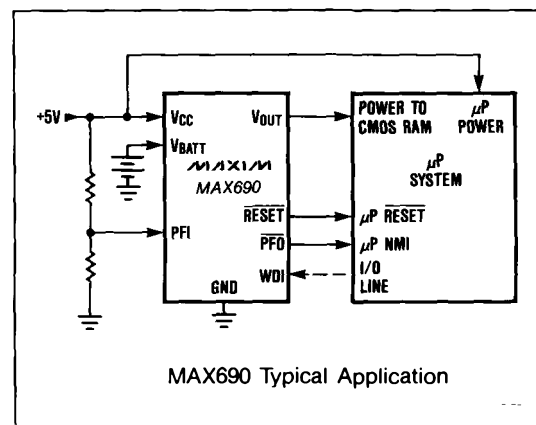 +5V
VCC
VBATT
MAXIM
MAX690
PFI
GND
VOUT
RESET
PFO
WDI
POWER TO
CMOS RAM
μP
POWER
μP
SYSTEM
μP RESET
μP NMI
I/O
LINE
MAX690 Typical Application